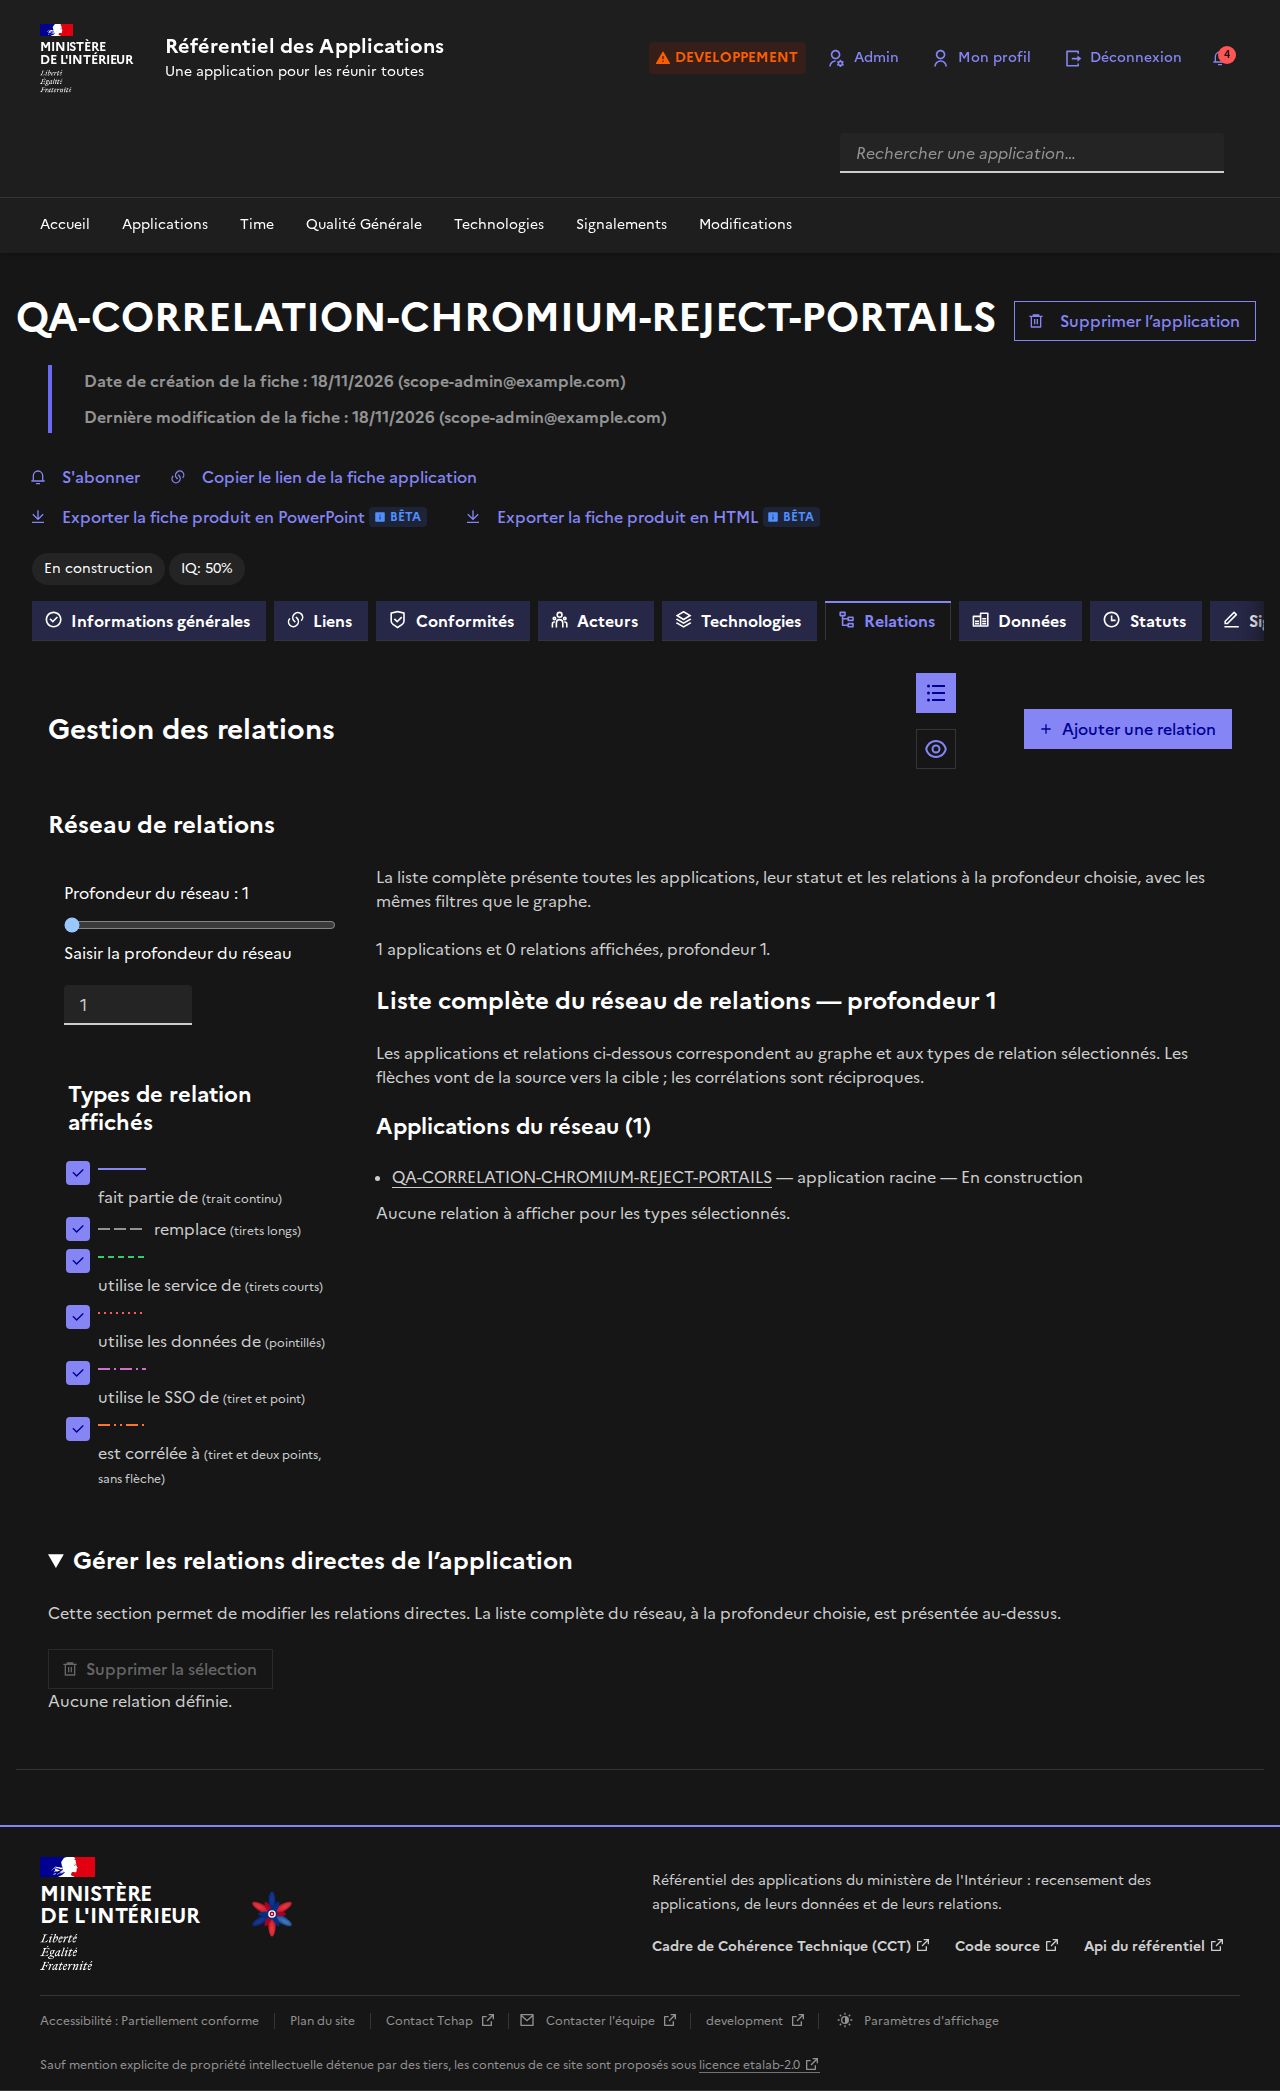 MINISTÈRE
DE L'INTÉRIEUR
Liberté
Égalité
Fraternité
Référentiel des Applications
Une application pour les réunir toutes
DEVELOPPEMENT
Admin
Mon profil
Déconnexion
4
Rechercher une application...
Accueil
Applications
Time
Qualité Générale
Technologies
Signalements
Modifications
QA-CORRELATION-CHROMIUM-REJECT-PORTAILS
Supprimer l’application
Date de création de la fiche : 18/11/2026 (scope-admin@example.com)
Dernière modification de la fiche : 18/11/2026 (scope-admin@example.com)
S'abonner
Copier le lien de la fiche application
Exporter la fiche produit en PowerPoint BÊTA
Exporter la fiche produit en HTML BÊTA
En construction
IQ: 50%
Informations générales
Liens
Conformités
Acteurs
Technologies
Relations
Données
Statuts
Gestion des relations
Ajouter une relation
Réseau de relations
Profondeur du réseau : 1
Saisir la profondeur du réseau
1
Types de relation
affichés
fait partie de (trait continu)
remplace (tirets longs)
utilise le service de (tirets courts)
utilise les données de (pointillés)
utilise le SSO de (tiret et point)
est corrélée à (tiret et deux points,
sans flèche)
La liste complète présente toutes les applications, leur statut et les relations à la profondeur choisie, avec les
mêmes filtres que le graphe.
1 applications et 0 relations affichées, profondeur 1.
Liste complète du réseau de relations — profondeur 1
Les applications et relations ci-dessous correspondent au graphe et aux types de relation sélectionnés. Les
flèches vont de la source vers la cible ; les corrélations sont réciproques.
Applications du réseau (1)
QA-CORRELATION-CHROMIUM-REJECT-PORTAILS — application racine — En construction
Aucune relation à afficher pour les types sélectionnés.
Gérer les relations directes de l’application
Cette section permet de modifier les relations directes. La liste complète du réseau, à la profondeur choisie, est présentée au-dessus.
Supprimer la sélection
Aucune relation définie.
MINISTÈRE
DE L'INTÉRIEUR
Liberté
Égalité
Fraternité
Référentiel des applications du ministère de l'Intérieur : recensement des
applications, de leurs données et de leurs relations.
Cadre de Cohérence Technique (CCT)
Code source
Api du référentiel
Accessibilité : Partiellement conforme
Plan du site
Contact Tchap
Contacter l'équipe
development
Paramètres d'affichage
Sauf mention explicite de propriété intellectuelle détenue par des tiers, les contenus de ce site sont proposés sous licence etalab-2.0